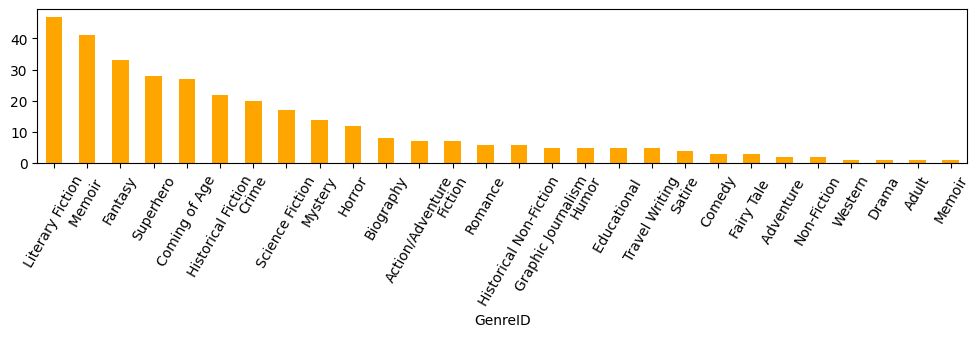 40
30
20
10
0
Literary Fiction
Memoir
Fantasy
Superhero
Coming of Age
Historical Fiction
Crime
Science Fiction
Mystery
Horror
Biography
Action/Adventure
Fiction
Romance
Historical Non-Fiction
Graphic Journalism
Humor
Educational
Travel Writing
Satire
Comedy
Fairy Tale
Adventure
Non-Fiction
Western
Drama
Adult
Memoir
GenreID